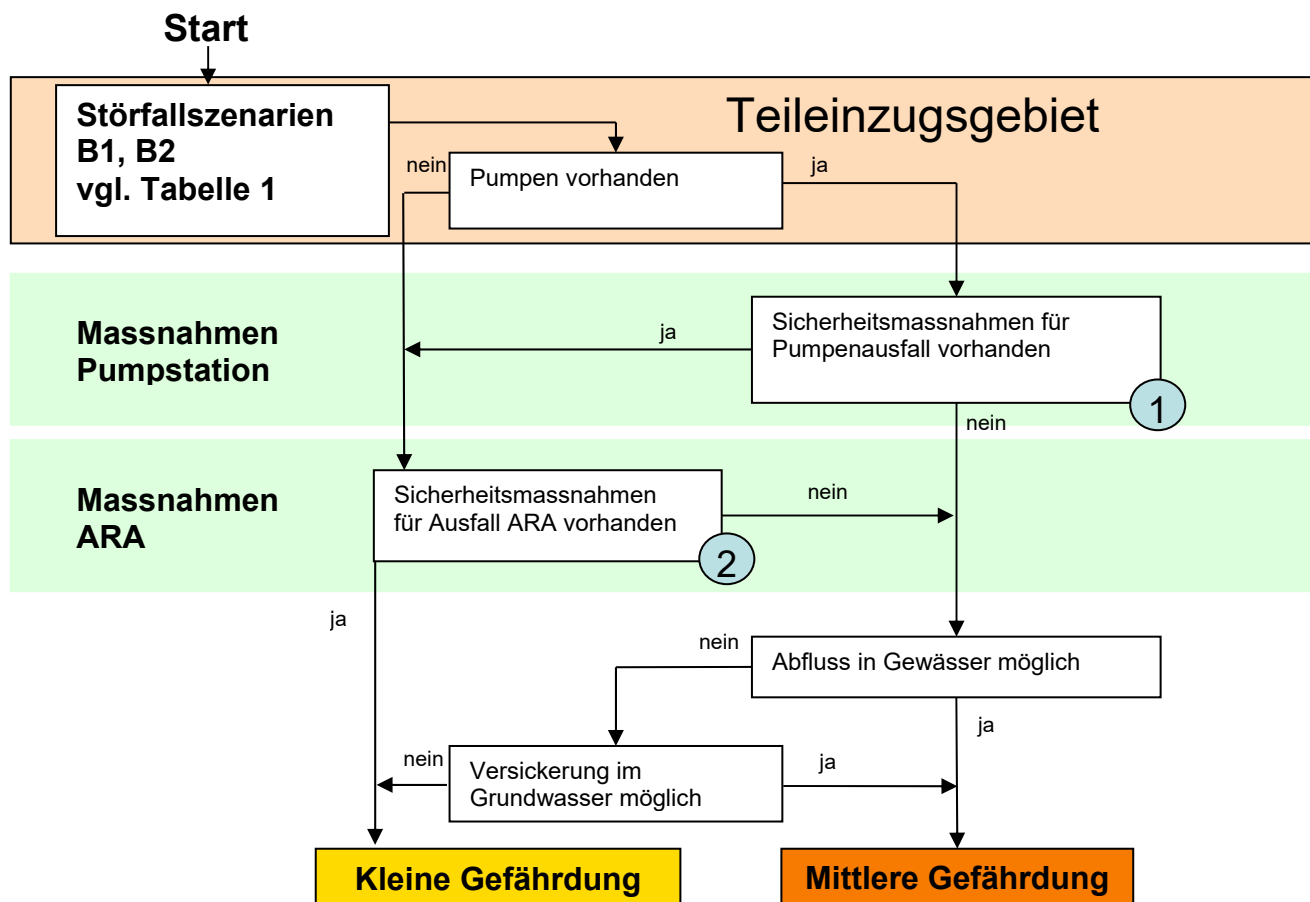 Start
Störfallszenarien
B1, B2
vgl. Tabelle 1
Teileinzugsgebiet
nein
Pumpen vorhanden
ja
Massnahmen
Pumpstation
ja
Sicherheitsmassnahmen für
Pumpenausfall vorhanden
1
nein
Massnahmen
ARA
Sicherheitsmassnahmen
für Ausfall ARA vorhanden
2
nein
ja
nein
Abfluss in Gewässer möglich
ja
nein
Versickerung im
Grundwasser möglich
ja
Kleine Gefährdung
Mittlere Gefährdung